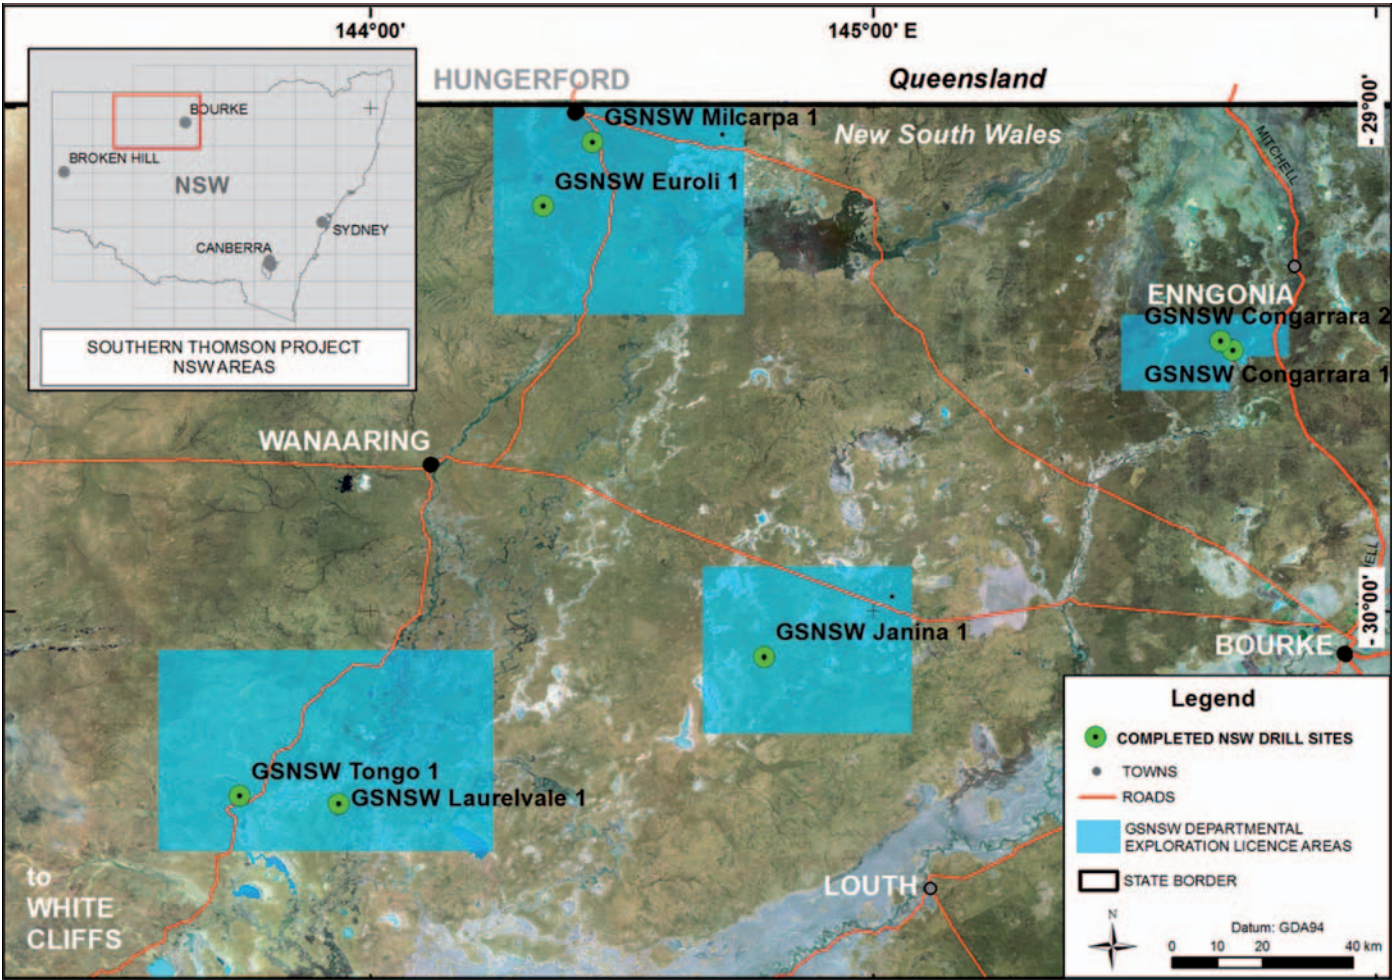 144°00'
145°00' E
HUNGERFORD
Queensland
- 29°00'
GSNSW Milcarpa 1
New South Wales
MITCHELL
GSNSW Euroli 1
BOURKE
BROKEN HILL
NSW
SYDNEY
CANBERRA
SOUTHERN THOMSON PROJECT
NSW AREAS
ENNGONIA
GSNSW Congarrara 2
GSNSW Congarrara 1
WANAARING
ELL
- 30°00'
GSNSW Janina 1
BOURKE
GSNSW Tongo 1
GSNSW Laurelvale 1
LOUTH
to
WHITE
CLIFFS
Legend
COMPLETED NSW DRILL SITES
TOWNS
ROADS
GSNSW DEPARTMENTAL
EXPLORATION LICENCE AREAS
STATE BORDER
N
Datum: GDA94
0 10 20 40 km